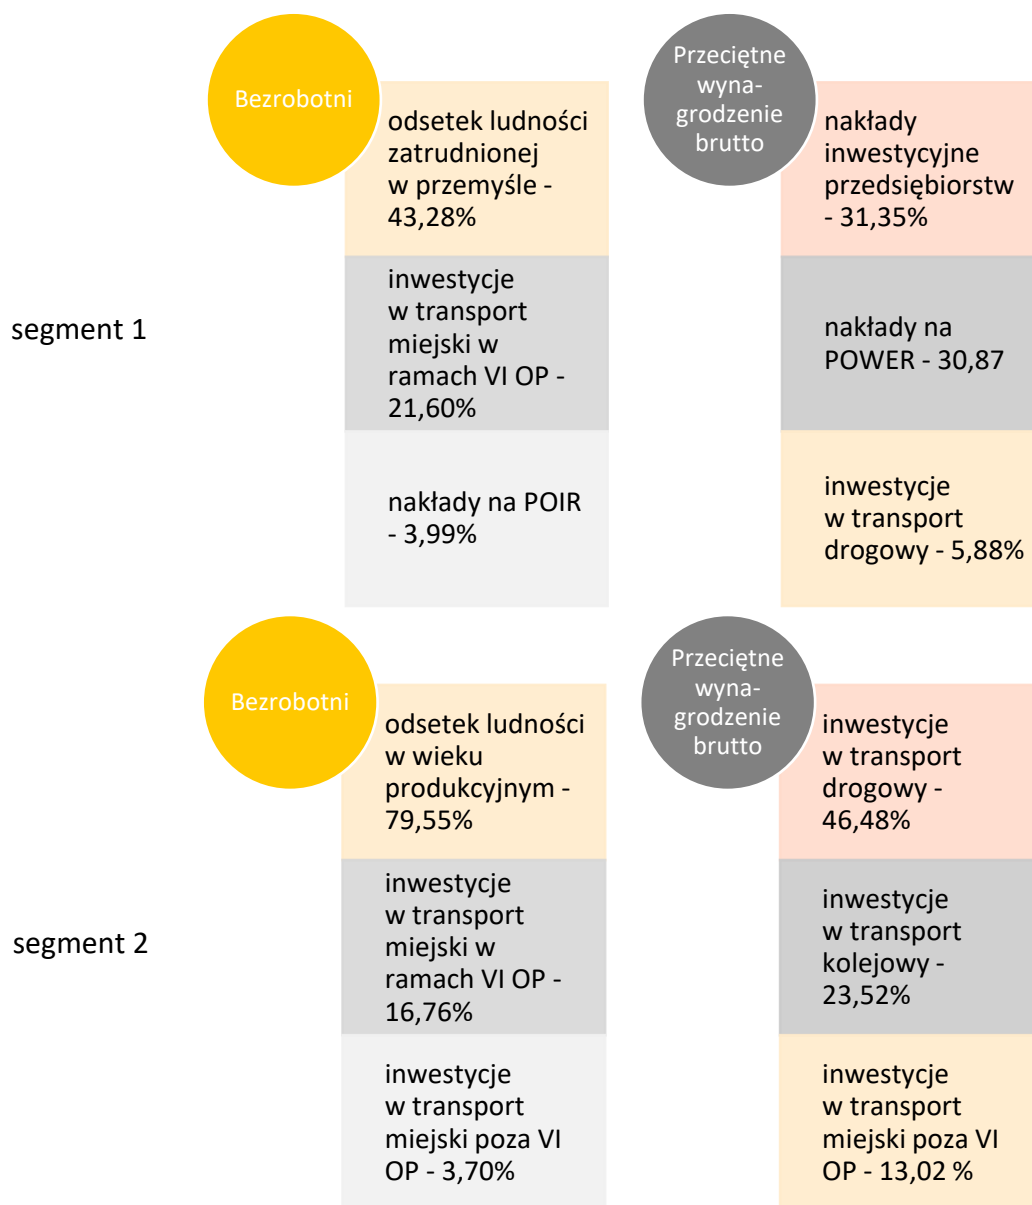 segment 1
Bezrobotni
odsetek ludności
zatrudnionej
w przemyśle -
43,28%
inwestycje
w transport
miejski w
ramach VI OP -
21,60%
nakłady na POIR
- 3,99%
Przeciętne
wyna-
grodzenie
brutto
nakłady
inwestycyjne
przedsiębiorstw
- 31,35%
nakłady na
POWER - 30,87
inwestycje
w transport
drogowy - 5,88%
segment 2
Bezrobotni
odsetek ludności
w wieku
produkcyjnym -
79,55%
inwestycje
w transport
miejski w
ramach VI OP -
16,76%
inwestycje
w transport
miejski poza VI
OP - 3,70%
Przeciętne
wyna-
grodzenie
brutto
inwestycje
w transport
drogowy -
46,48%
inwestycje
w transport
kolejowy -
23,52%
inwestycje
w transport
miejski poza VI
OP - 13,02 %